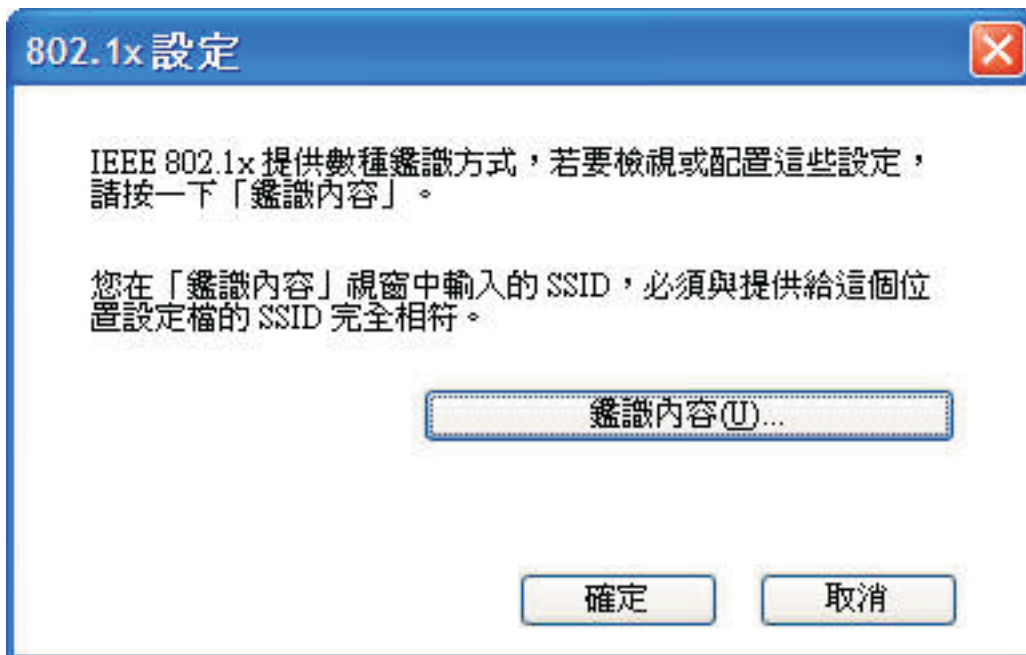 802.1x 設定
IEEE 802.1x 提供數種鑑識方式，若要檢視或配置這些設定，
請按一下「鑑識內容」。
您在「鑑識內容」視窗中輸入的 SSID，必須與提供給這個位
置設定檔的 SSID 完全相符。
鑑識內容(U)...
確定
取消